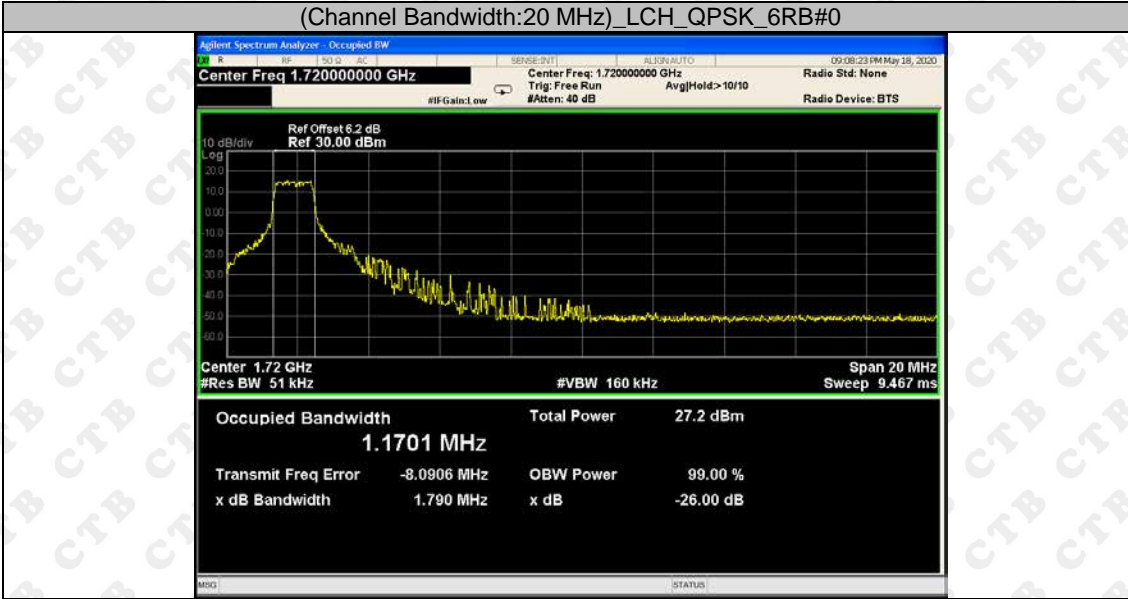 (Channel Bandwidth:20 MHz)_LCH_QPSK_6RB#0
Agilent Spectrum Analyzer - Occupied BW
LXI R RF 50 Ω AC SENSE:INT ALIGN AUTO 09:08:23 PM May 18, 2020
Center Freq 1.720000000 GHz Center Freq: 1.720000000 GHz Radio Std: None
Trig: Free Run Avg|Hold:>10/10
#IFGain:Low #Atten: 40 dB Radio Device: BTS
Ref Offset 6.2 dB
10 dB/div Ref 30.00 dBm
Log
20.0
10.0
0.00
-10.0
-20.0
-30.0
-40.0
-50.0
-60.0
Center 1.72 GHz Span 20 MHz
#Res BW 51 kHz #VBW 160 kHz Sweep 9.467 ms
Occupied Bandwidth Total Power 27.2 dBm
1.1701 MHz
Transmit Freq Error -8.0906 MHz OBW Power 99.00 %
x dB Bandwidth 1.790 MHz x dB -26.00 dB
MSG STATUS
CTB